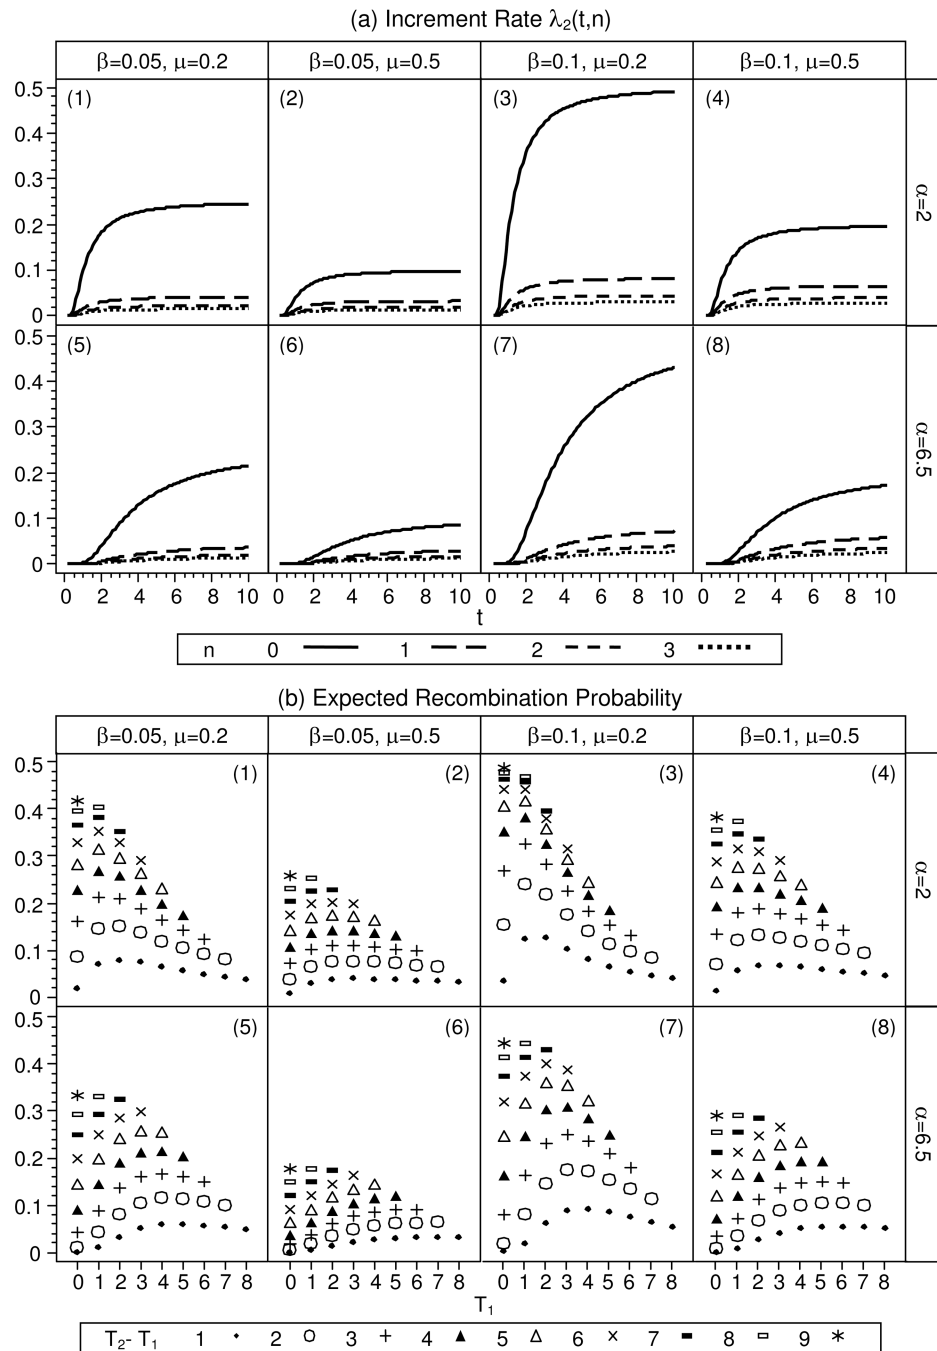 (a) Increment Rate λ₂(t,n)
β=0.05, μ=0.2 β=0.05, μ=0.5 β=0.1, μ=0.2 β=0.1, μ=0.5
(1) (2) (3) (4)
0.5
0.4
0.3
0.2
0.1
0
α=2
(5) (6) (7) (8)
0.5
0.4
0.3
0.2
0.1
0
α=6.5
0 2 4 6 8 10 0 2 4 6 8 10 0 2 4 6 8 10 0 2 4 6 8 10
t
n 0 1 2 3
(b) Expected Recombination Probability
β=0.05, μ=0.2 β=0.05, μ=0.5 β=0.1, μ=0.2 β=0.1, μ=0.5
(1) (2) (3) (4)
0.5
0.4
0.3
0.2
0.1
0
α=2
(5) (6) (7) (8)
0.5
0.4
0.3
0.2
0.1
0
α=6.5
0 1 2 3 4 5 6 7 8 0 1 2 3 4 5 6 7 8 0 1 2 3 4 5 6 7 8 0 1 2 3 4 5 6 7 8
T₁
T₂- T₁ 1 2 3 4 5 6 7 8 9